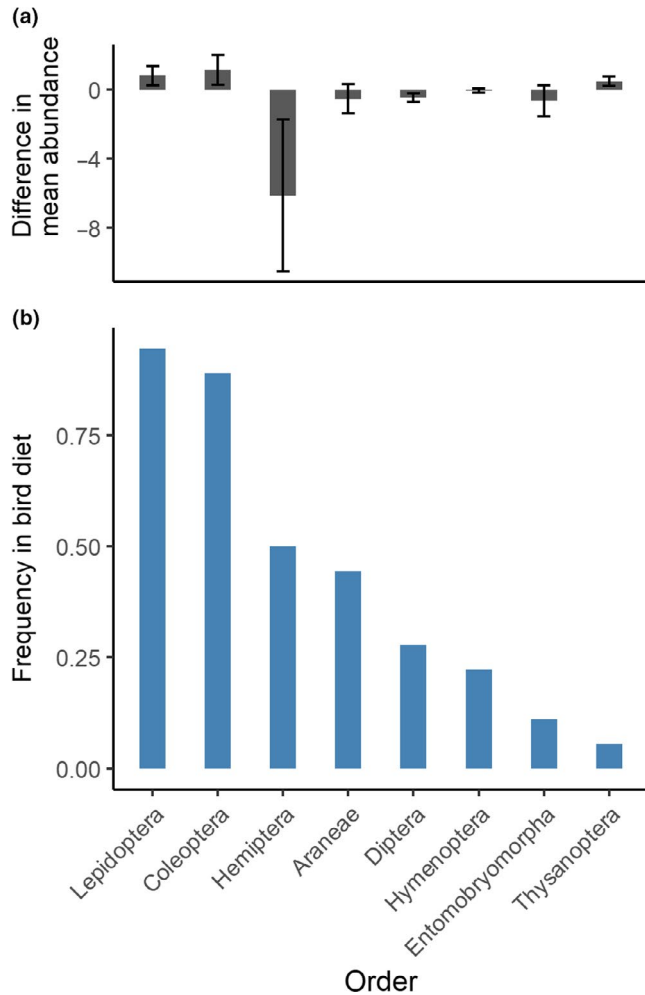 (a)
Difference in
mean abundance
0
−4
−8
(b)
Frequency in bird diet
0.75
0.50
0.25
0.00
Lepidoptera
Coleoptera
Hemiptera
Araneae
Diptera
Hymenoptera
Entomobryomorpha
Thysanoptera
Order